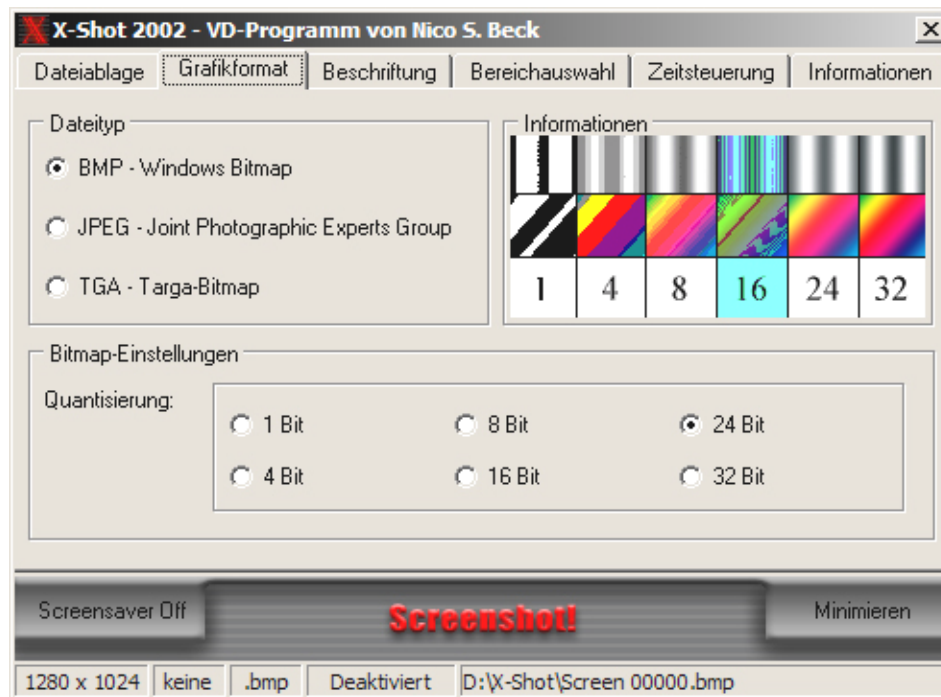 X-Shot 2002 - VD-Programm von Nico S. Beck
Dateiablage Grafikformat Beschriftung Bereichauswahl Zeitsteuerung Informationen
Dateityp
BMP - Windows Bitmap
JPEG - Joint Photographic Experts Group
TGA - Targa-Bitmap
Informationen
1 4 8 16 24 32
Bitmap-Einstellungen
Quantisierung:
1 Bit 8 Bit 24 Bit
4 Bit 16 Bit 32 Bit
Screensaver Off Screenshot! Minimieren
1280 x 1024 keine .bmp Deaktiviert D:\X-Shot\Screen 00000.bmp